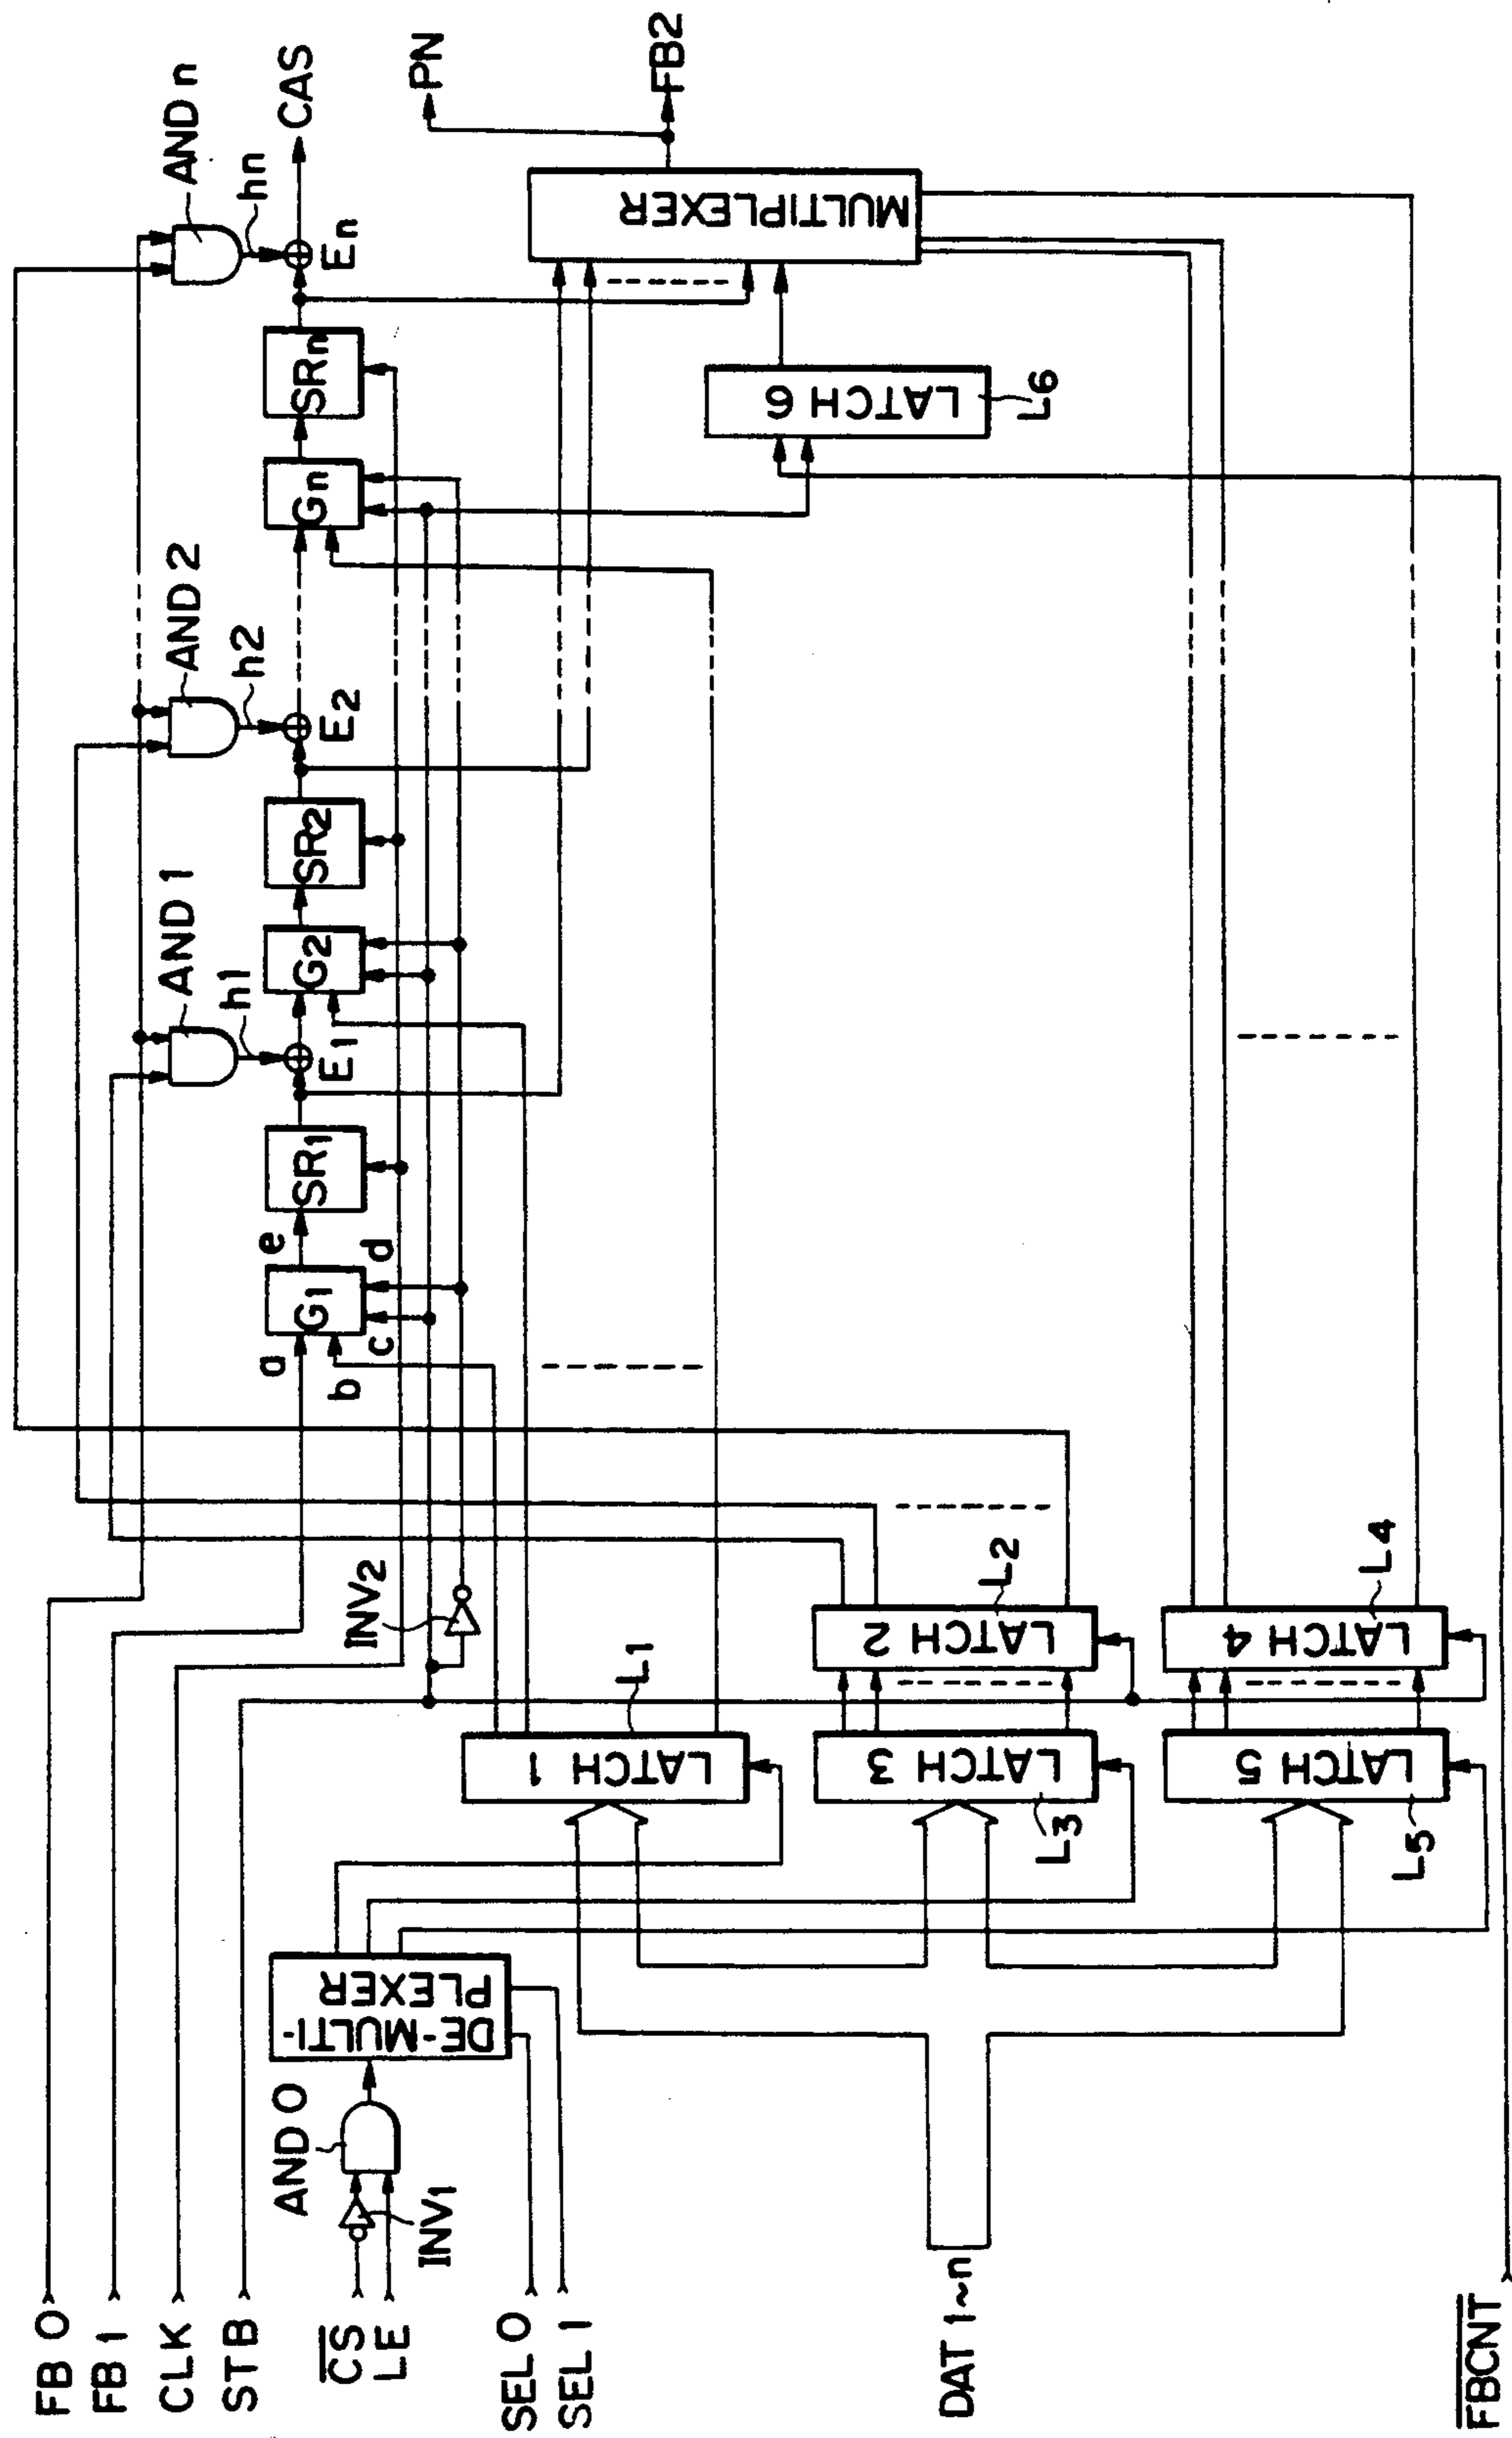 FB 0
FB 1
CLK
STB
CS
LE
SEL 0
SEL 1
DAT 1~n
FBCNT
INV1
AND 0
DE-MULTI-
PLEXER
LATCH 1
L1
LATCH 3
L3
LATCH 5
L5
LATCH 2
L2
LATCH 4
L4
INV2
a
b
c
d
e
G1
SR1
E1
h1
AND 1
G2
SR2
E2
h2
AND 2
Gn
SRn
En
hn
AND n
CAS
LATCH 6
L6
MULTIPLEXER
PN
FB2